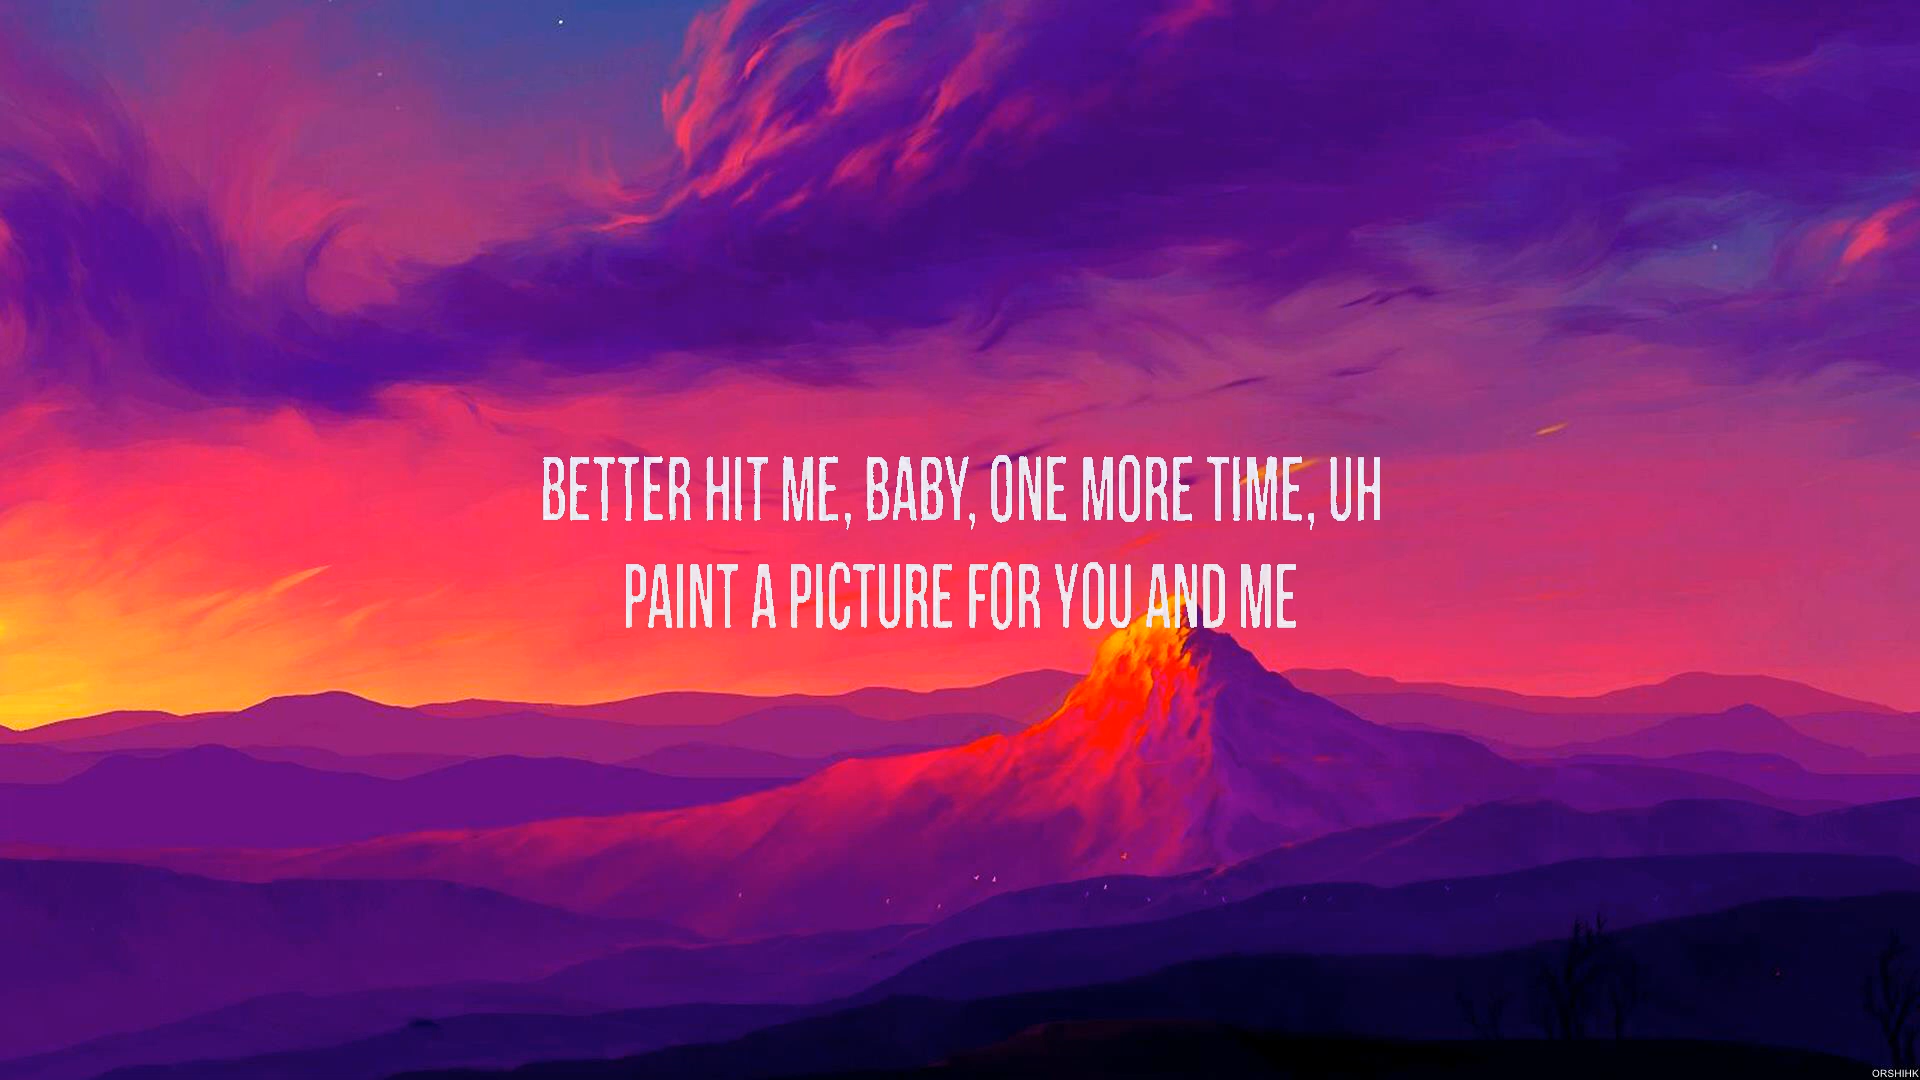 BETTER HIT ME, BABY, ONE MORE TIME, UH
PAINT A PICTURE FOR YOU AND ME
ORSHIHK